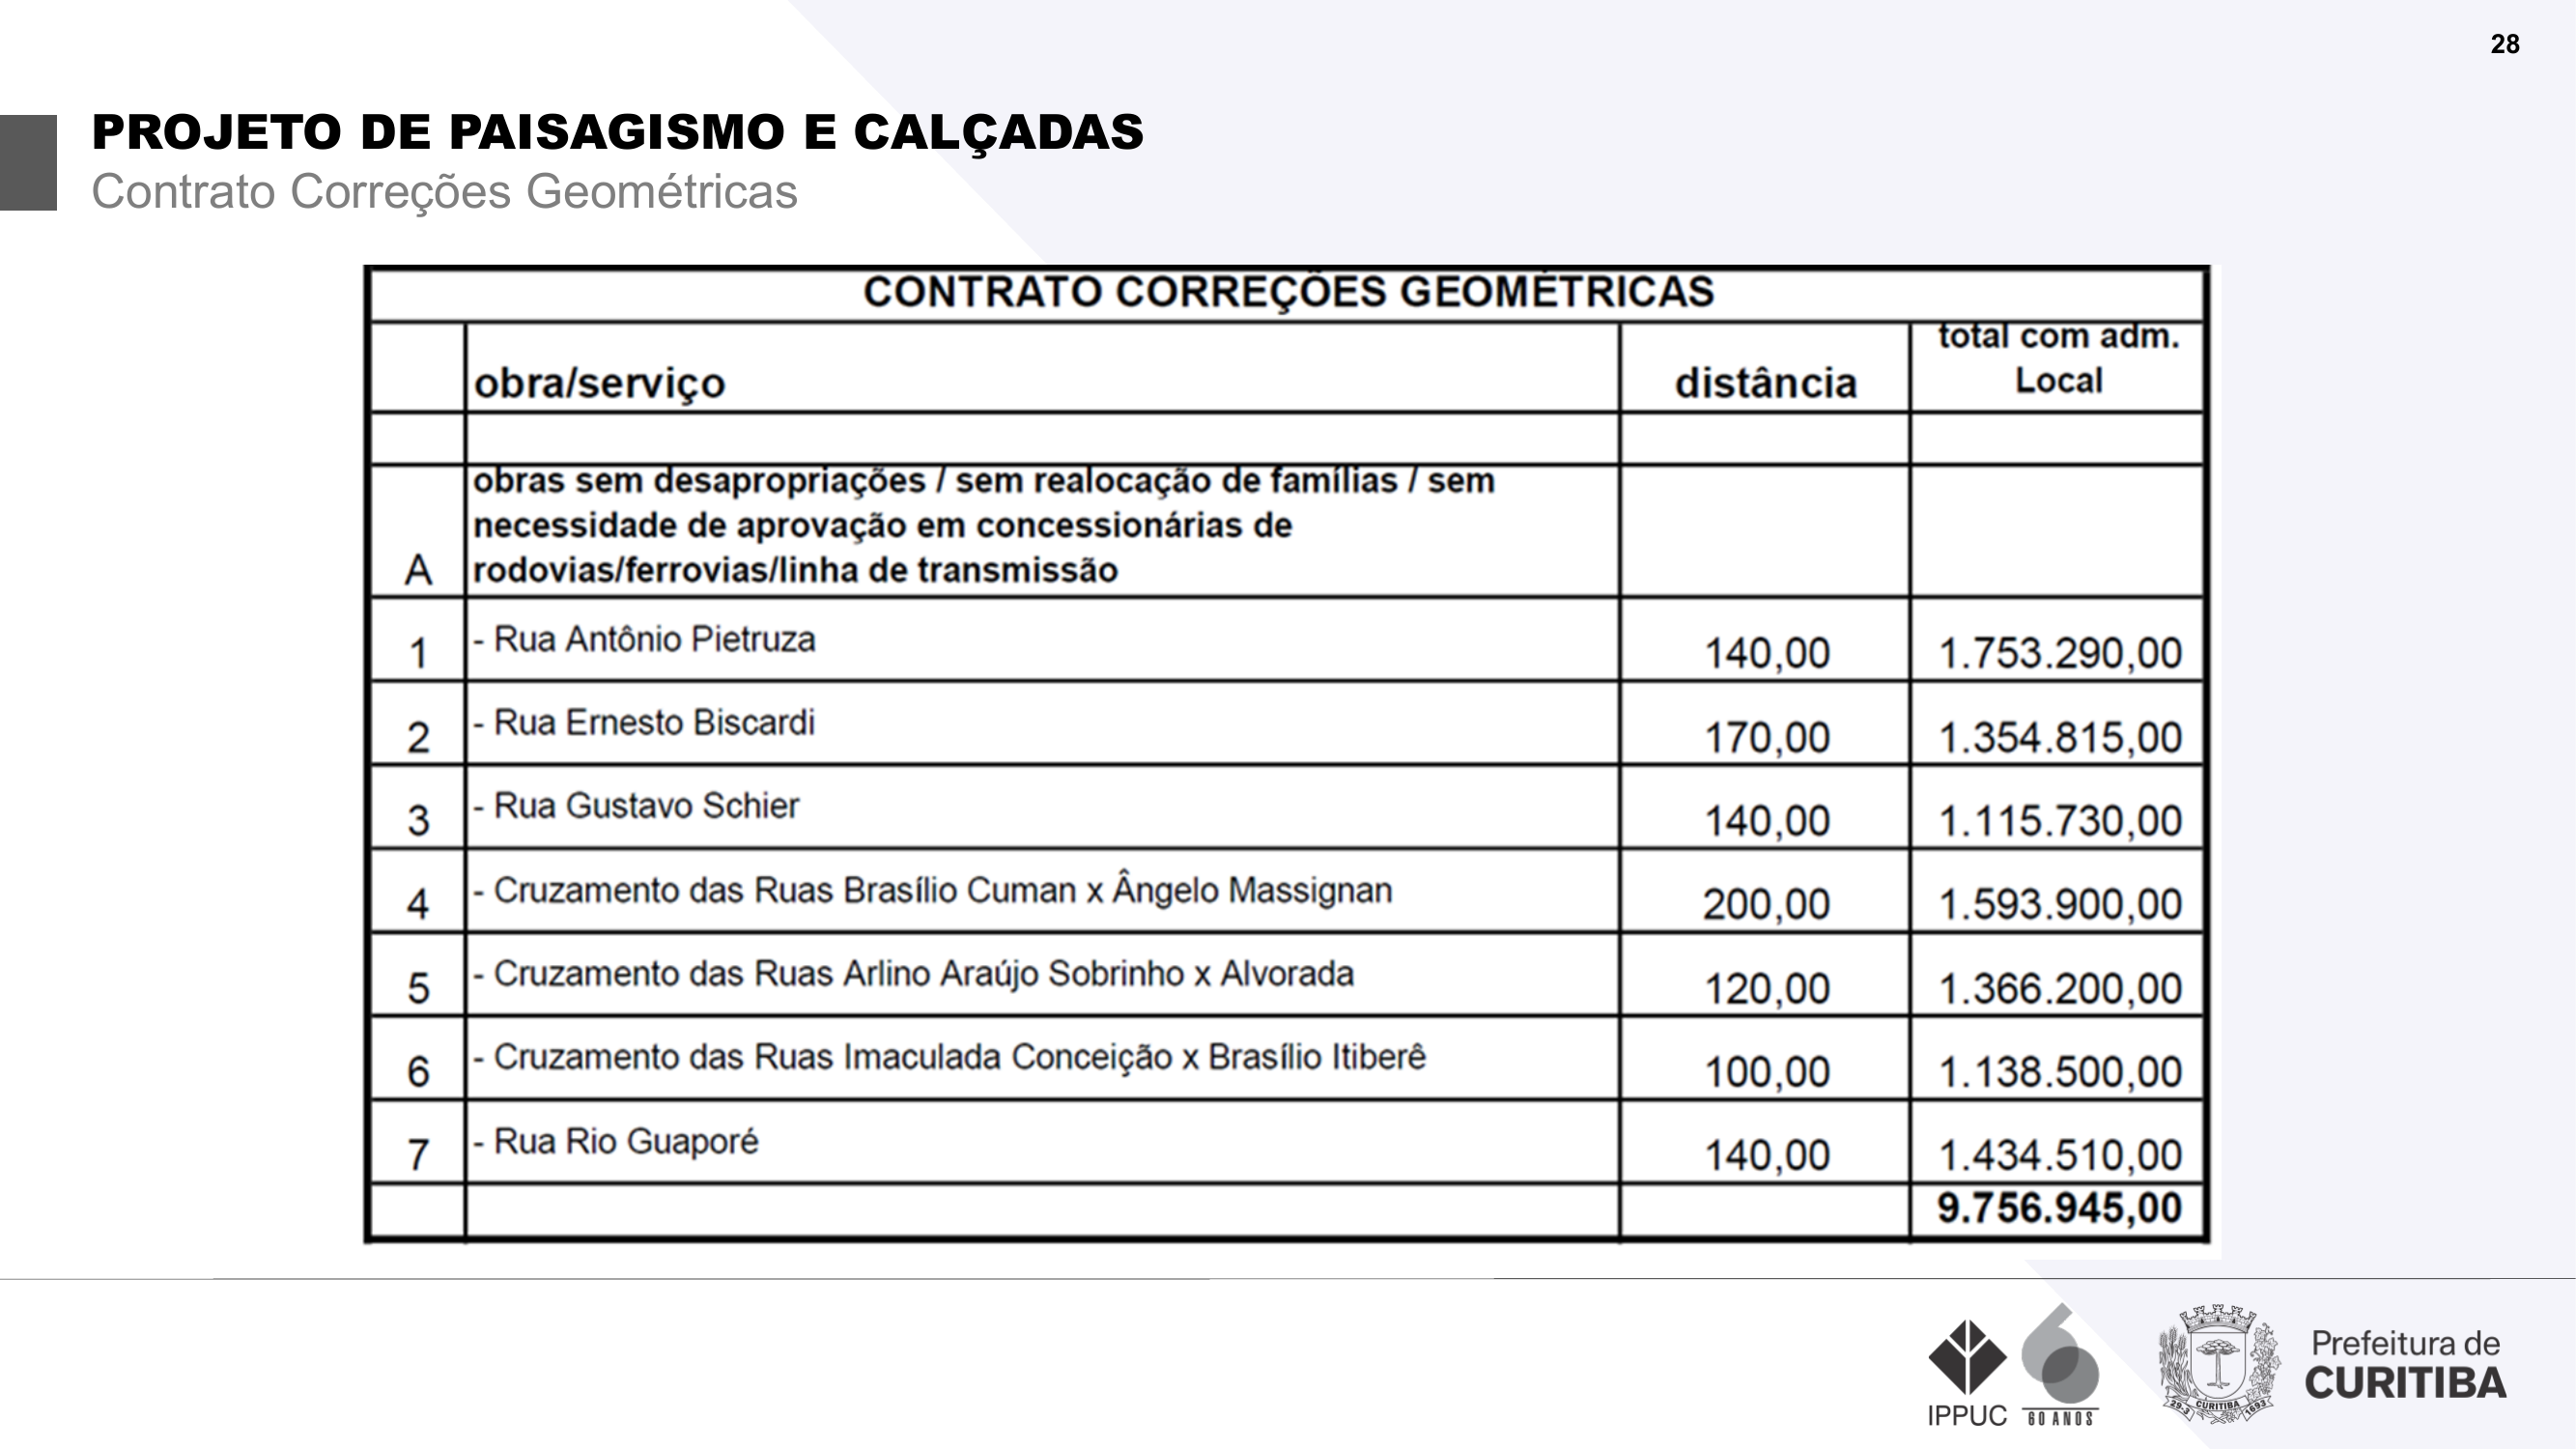 28
PROJETO DE PAISAGISMO E CALÇADAS
Contrato Correções Geométricas
CONTRATO CORREÇÕES GEOMÉTRICAS
obra/serviço distância total com adm. Local
A obras sem desapropriações / sem realocação de famílias / sem
necessidade de aprovação em concessionárias de
rodovias/ferrovias/linha de transmissão
1 - Rua Antônio Pietruza 140,00 1.753.290,00
2 - Rua Ernesto Biscardi 170,00 1.354.815,00
3 - Rua Gustavo Schier 140,00 1.115.730,00
4 - Cruzamento das Ruas Brasílio Cuman x Ângelo Massignan 200,00 1.593.900,00
5 - Cruzamento das Ruas Arlino Araújo Sobrinho x Alvorada 120,00 1.366.200,00
6 - Cruzamento das Ruas Imaculada Conceição x Brasílio Itiberê 100,00 1.138.500,00
7 - Rua Rio Guaporé 140,00 1.434.510,00
9.756.945,00
IPPUC
60 ANOS
29-3 CURITIBA 1693
Prefeitura de
CURITIBA